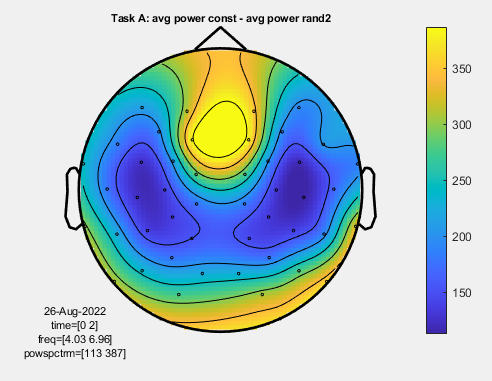 Task A: avg power const - avg power rand2
350
300
250
200
150
26-Aug-2022
time=[0 2]
freq=[4.03 6.96]
powspctrm=[113 387]